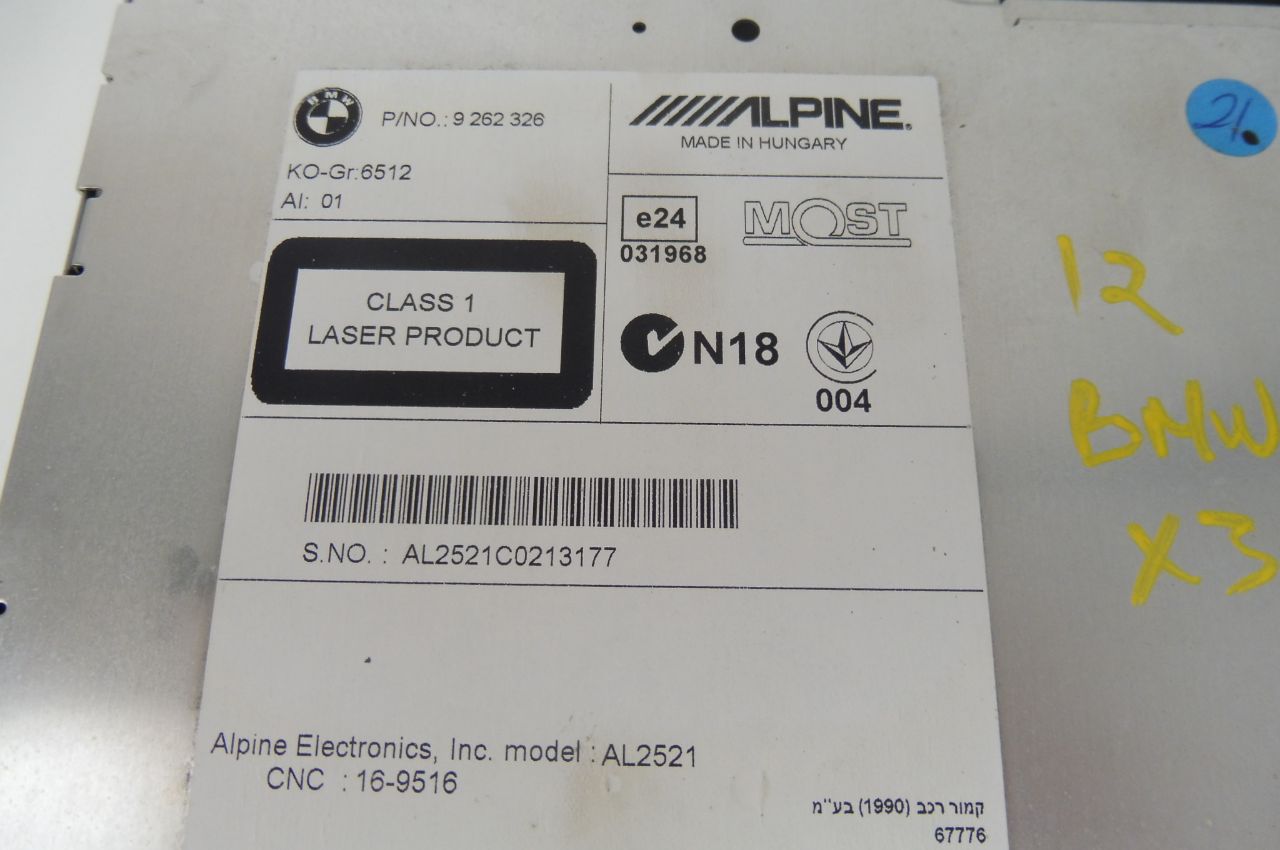 BMW
P/NO.: 9 262 326
KO-Gr:6512
AI: 01
ALPINE
MADE IN HUNGARY
e24
031968
MOST
CLASS 1
LASER PRODUCT
N18
004
S.NO. : AL2521C0213177
Alpine Electronics, Inc. model : AL2521
CNC : 16-9516
קמור רכב (1990) בע"מ
67776
21.
12
BMW
X3